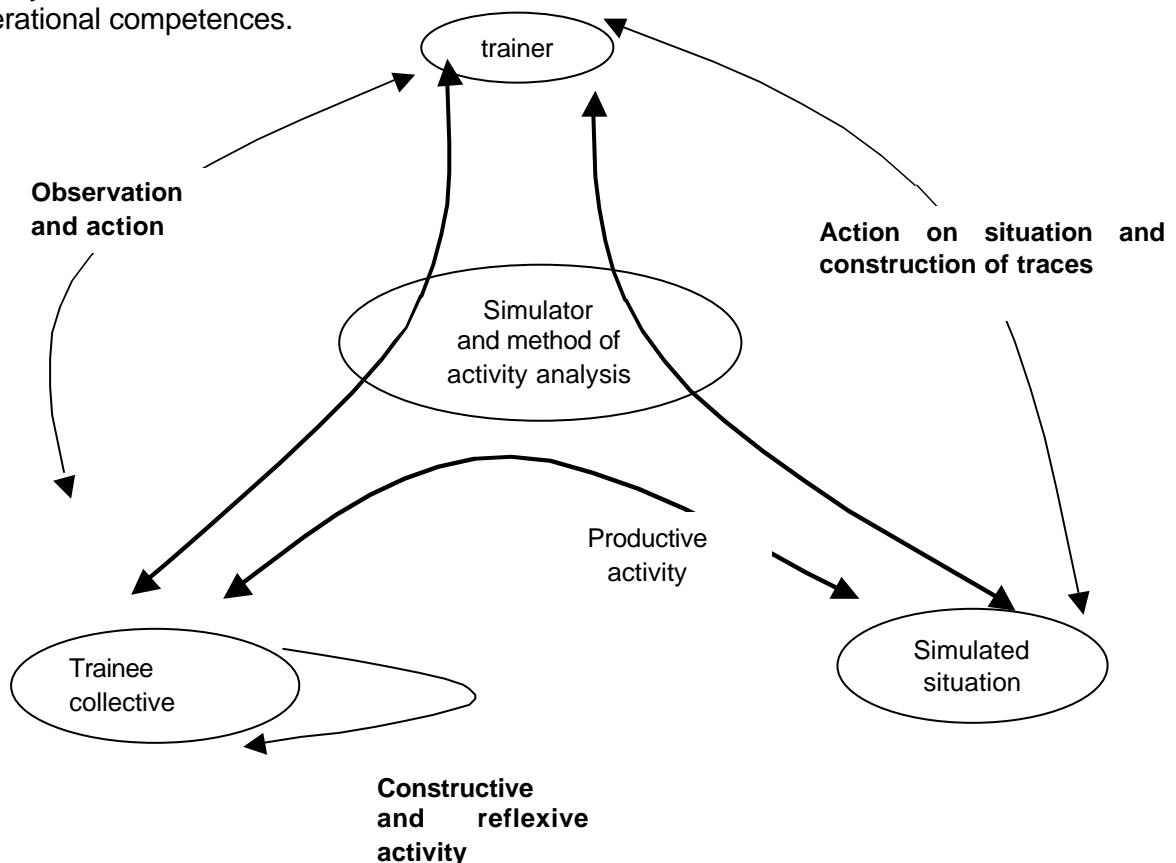 erational competences.
trainer
Observation
and action
Action on situation and
construction of traces
Simulator
and method of
activity analysis
Productive
activity
Trainee
collective
Simulated
situation
Constructive
and reflexive
activity